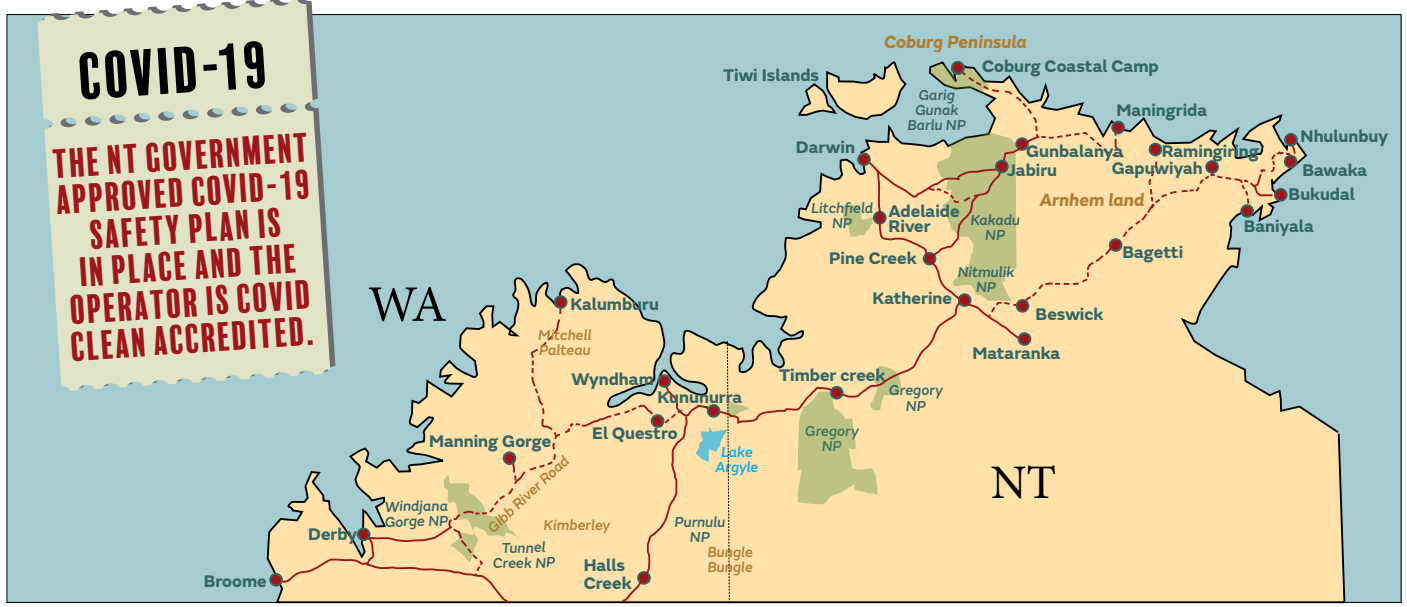 COVID-19
THE NT GOVERNMENT
APPROVED COVID-19
SAFETY PLAN IS
IN PLACE AND THE
OPERATOR IS COVID
CLEAN ACCREDITED.
Coburg Peninsula
Coburg Coastal Camp
Tiwi Islands
Garig
Gunak
Barlu NP
Maningrida
Nhulunbuy
Darwin
Gunbalanya
Ramingiring
Jabiru
Gapuwiyah
Bawaka
Bukudal
Litchfield
NP
Adelaide
River
Kakadu
NP
Arnhem land
Baniyala
Pine Creek
Bagetti
Nitmulik
NP
Katherine
Beswick
Mataranka
WA
Kalumburu
Mitchell
Palteau
Wyndham
Kununurra
Timber creek
Gregory
NP
El Questro
Gregory
NP
Manning Gorge
Lake
Argyle
NT
Gibb River Road
Windjana
Gorge NP
Kimberley
Purnulu
NP
Derby
Tunnel
Creek NP
Bungle
Bungle
Halls
Creek
Broome